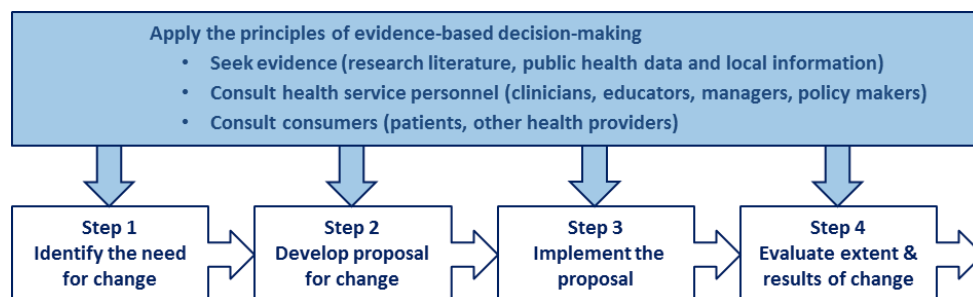 Apply the principles of evidence-based decision-making
• Seek evidence (research literature, public health data and local information)
• Consult health service personnel (clinicians, educators, managers, policy makers)
• Consult consumers (patients, other health providers)
Step 1
Identify the need
for change
Step 2
Develop proposal
for change
Step 3
Implement the
proposal
Step 4
Evaluate extent &
results of change